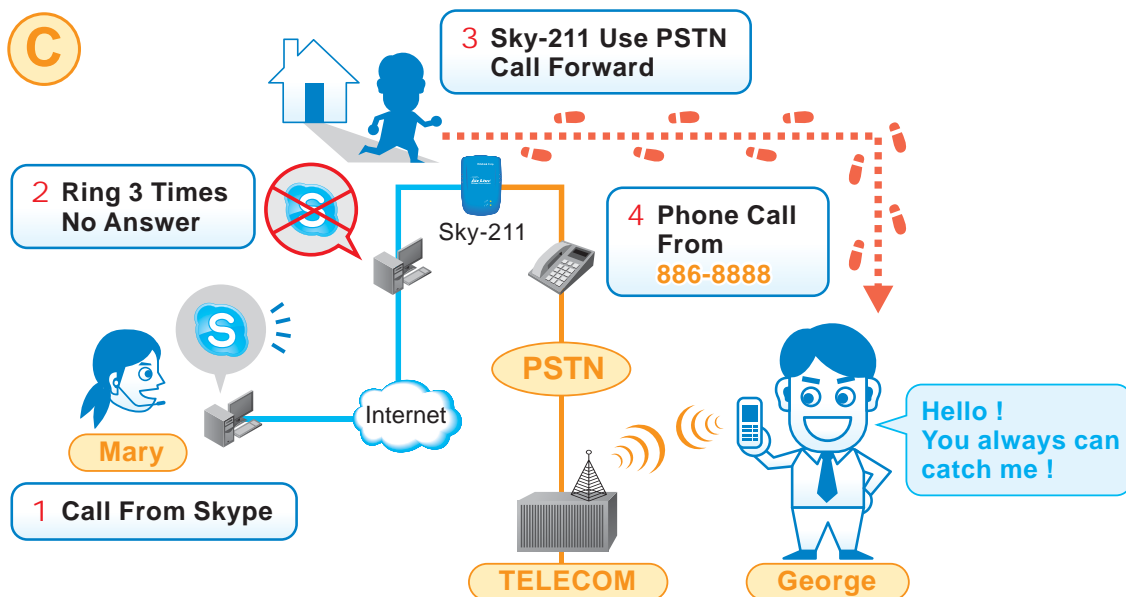 C
3 Sky-211 Use PSTN
Call Forward
2 Ring 3 Times
No Answer
S
Sky-211
4 Phone Call
From
886-8888
S
PSTN
Internet
Hello !
You always can
catch me !
Mary
1 Call From Skype
TELECOM
George